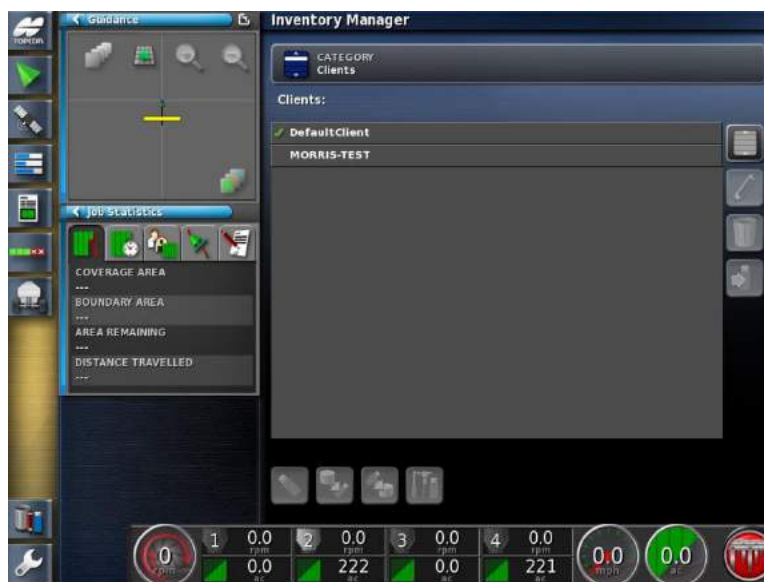 TOPCON
Guidance
Inventory Manager
CATEGORY
Clients
Clients:
DefaultClient
MORRIS-TEST
Job Statistics
COVERAGE AREA
---
BOUNDARY AREA
---
AREA REMAINING
---
DISTANCE TRAVELLED
---
0
rpm
1 0.0
rpm
0.0
ac
2 0.0
rpm
222
ac
3 0.0
rpm
0.0
ac
4 0.0
rpm
221
ac
0.0
mph
0.0
ac